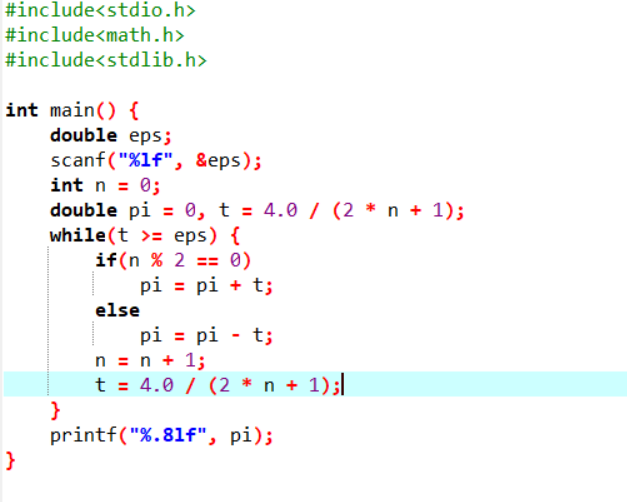 #include<stdio.h>
#include<math.h>
#include<stdlib.h>
int main() {
double eps;
scanf("%lf", &eps);
int n = 0;
double pi = 0, t = 4.0 / (2 * n + 1);
while(t >= eps) {
if(n % 2 == 0)
pi = pi + t;
else
pi = pi - t;
n = n + 1;
t = 4.0 / (2 * n + 1);
}
printf("%.8lf", pi);
}